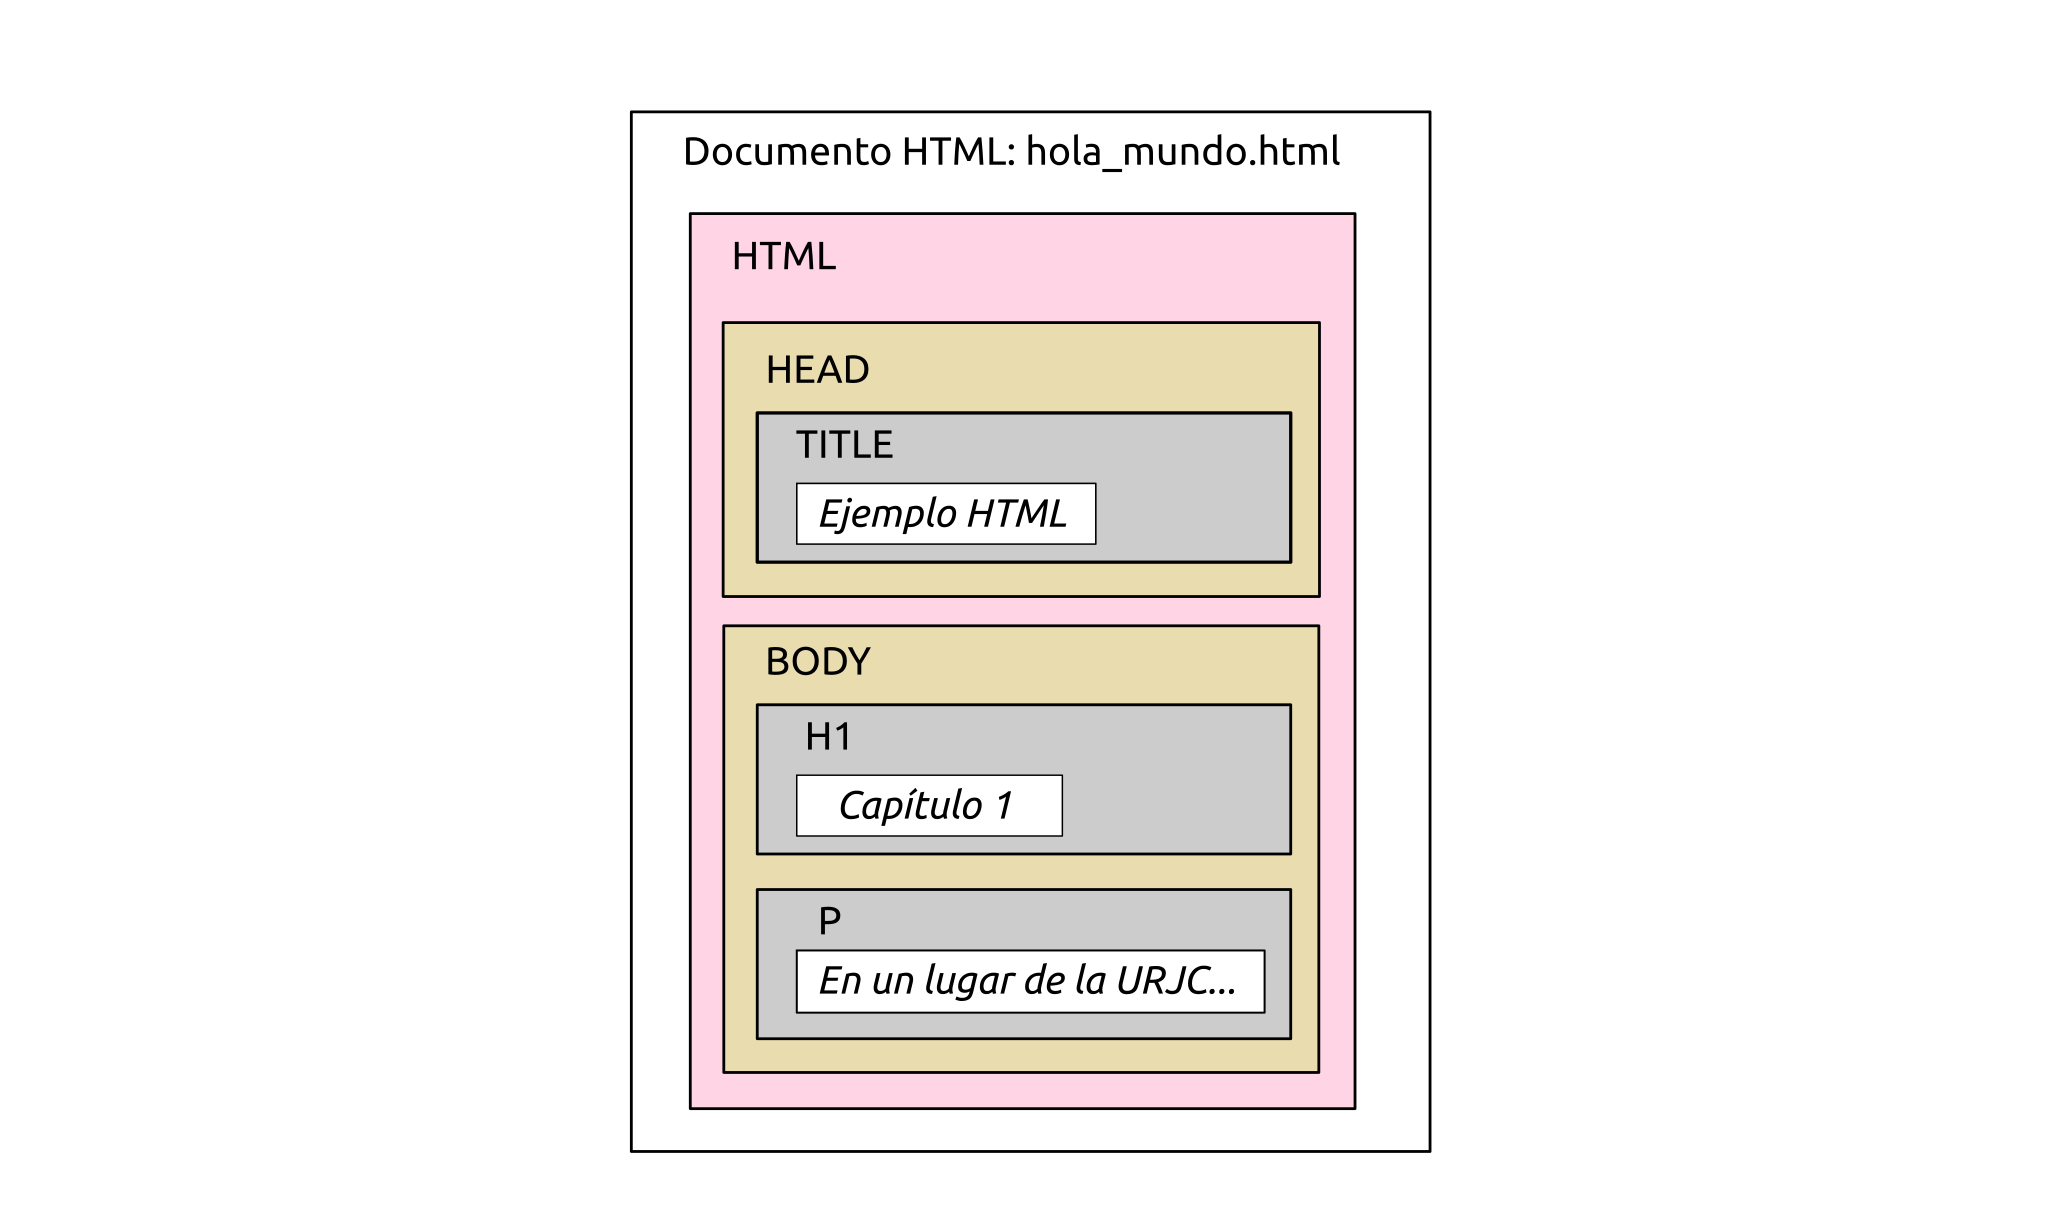 Documento HTML: hola_mundo.html
HTML
HEAD
TITLE
Ejemplo HTML
BODY
H1
Capítulo 1
P
En un lugar de la URJC...